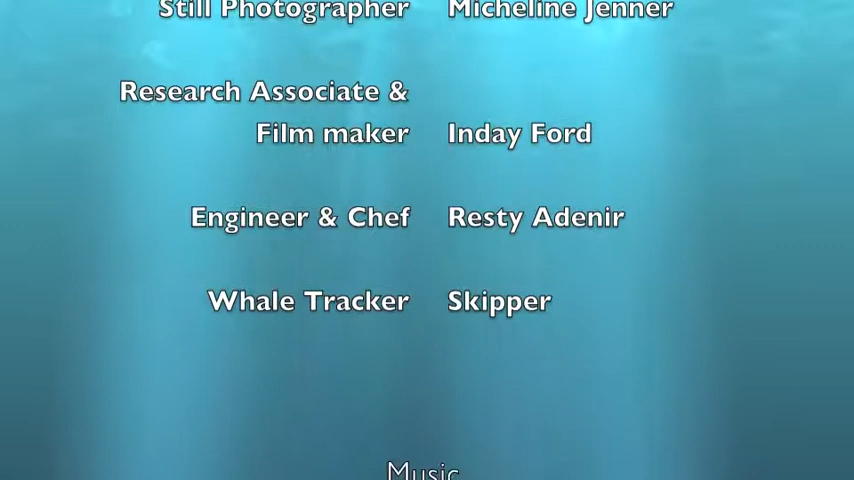 Still Photographer Micheline Jenner
Research Associate &
Film maker Inday Ford
Engineer & Chef Resty Adenir
Whale Tracker Skipper
Music